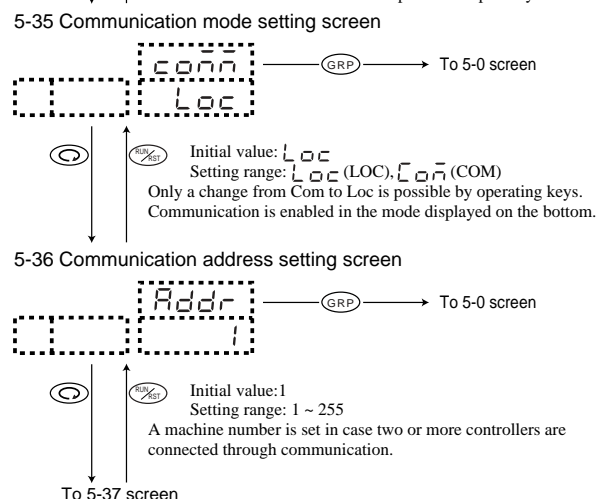 5-35 Communication mode setting screen
conn
GRP
To 5-0 screen
Loc
RUN/RST
Initial value: Loc
Setting range: Loc (LOC), Con (COM)
Only a change from Com to Loc is possible by operating keys.
Communication is enabled in the mode displayed on the bottom.
5-36 Communication address setting screen
Addr
GRP
To 5-0 screen
1
RUN/RST
Initial value:1
Setting range: 1 ~ 255
A machine number is set in case two or more controllers are
connected through communication.
To 5-37 screen